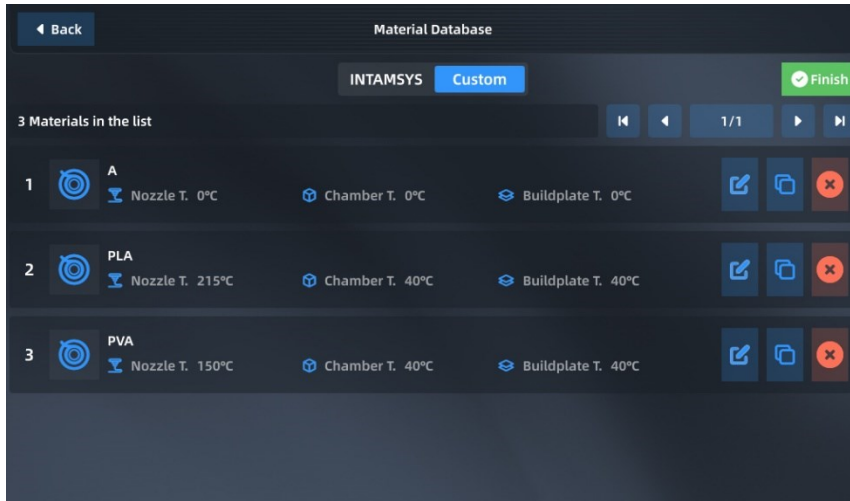 Back
Material Database
INTAMSYS Custom
Finish
3 Materials in the list
1/1
1
A
Nozzle T. 0℃ Chamber T. 0℃ Buildplate T. 0℃
2
PLA
Nozzle T. 215℃ Chamber T. 40℃ Buildplate T. 40℃
3
PVA
Nozzle T. 150℃ Chamber T. 40℃ Buildplate T. 40℃